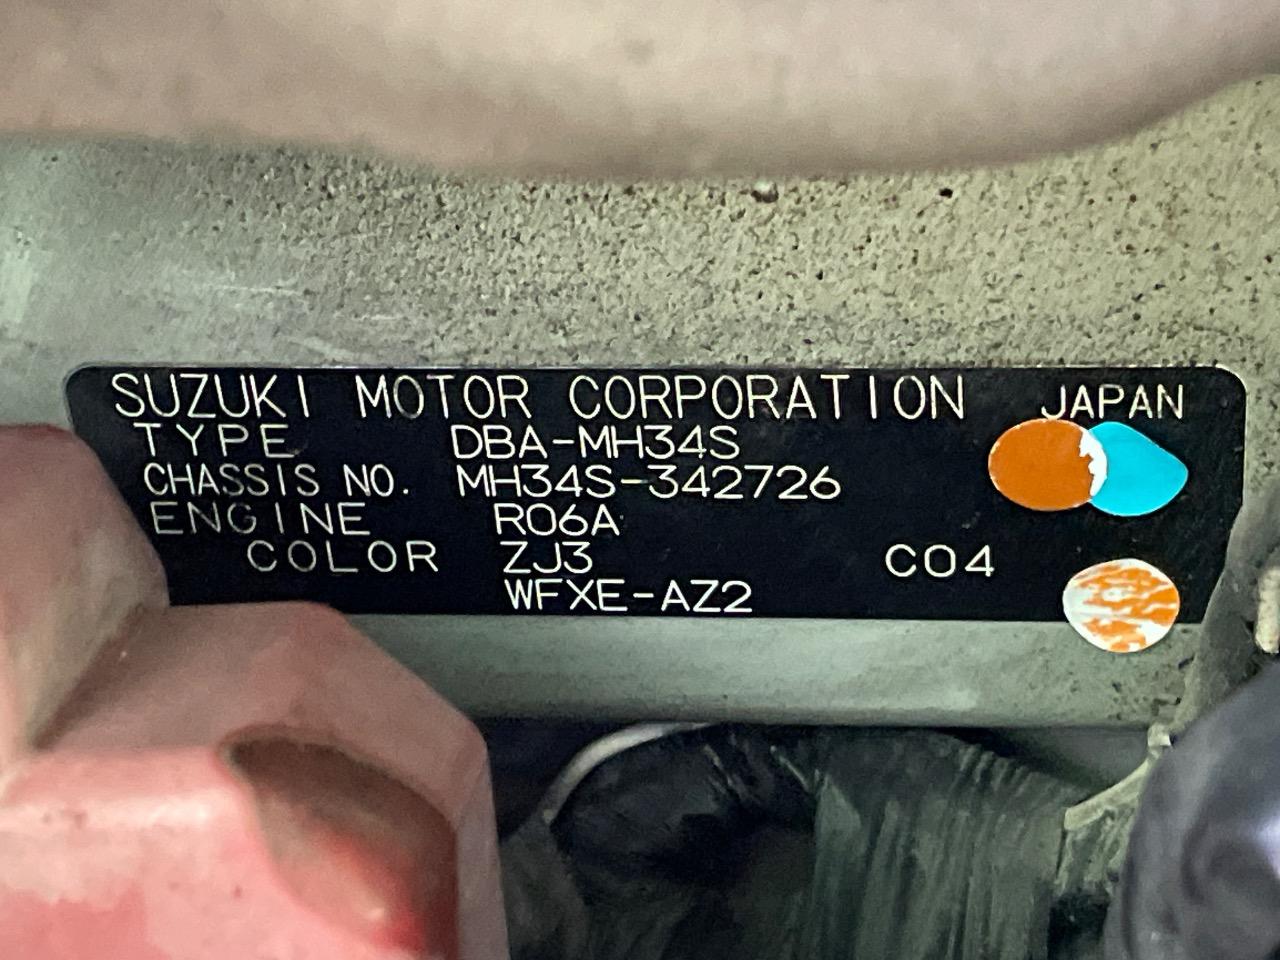 SUZUKI MOTOR CORPORATION JAPAN
TYPE DBA-MH34S
CHASSIS NO. MH34S-342726
ENGINE R06A
COLOR ZJ3 C04
WFXE-AZ2